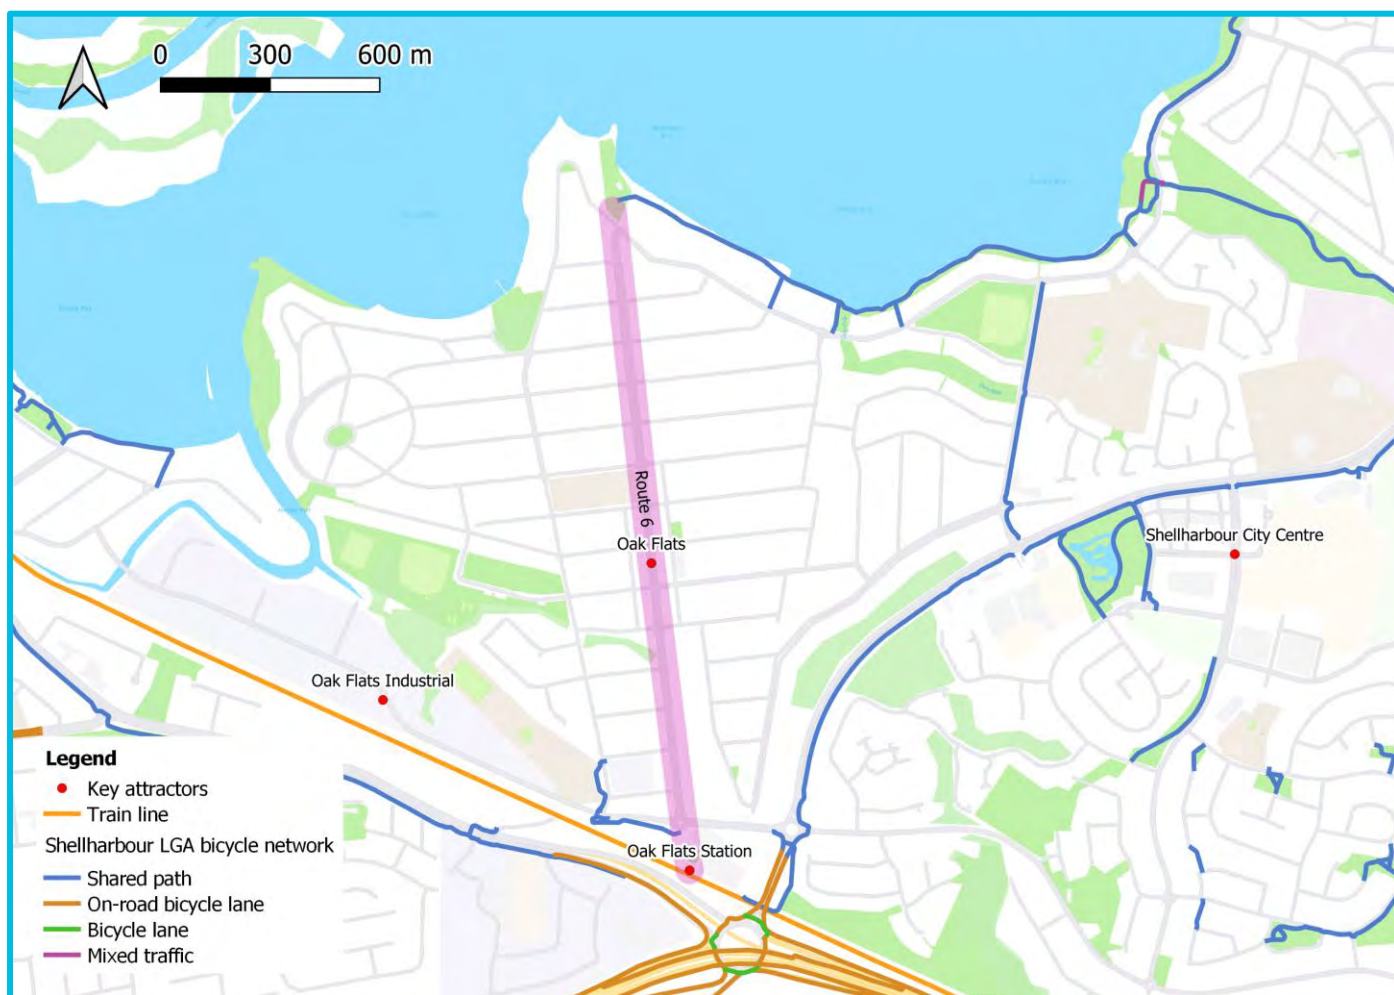 0 300 600 m
Route 6
Oak Flats
Shellharbour City Centre
Oak Flats Industrial
Oak Flats Station
Legend
Key attractors
Train line
Shellharbour LGA bicycle network
Shared path
On-road bicycle lane
Bicycle lane
Mixed traffic